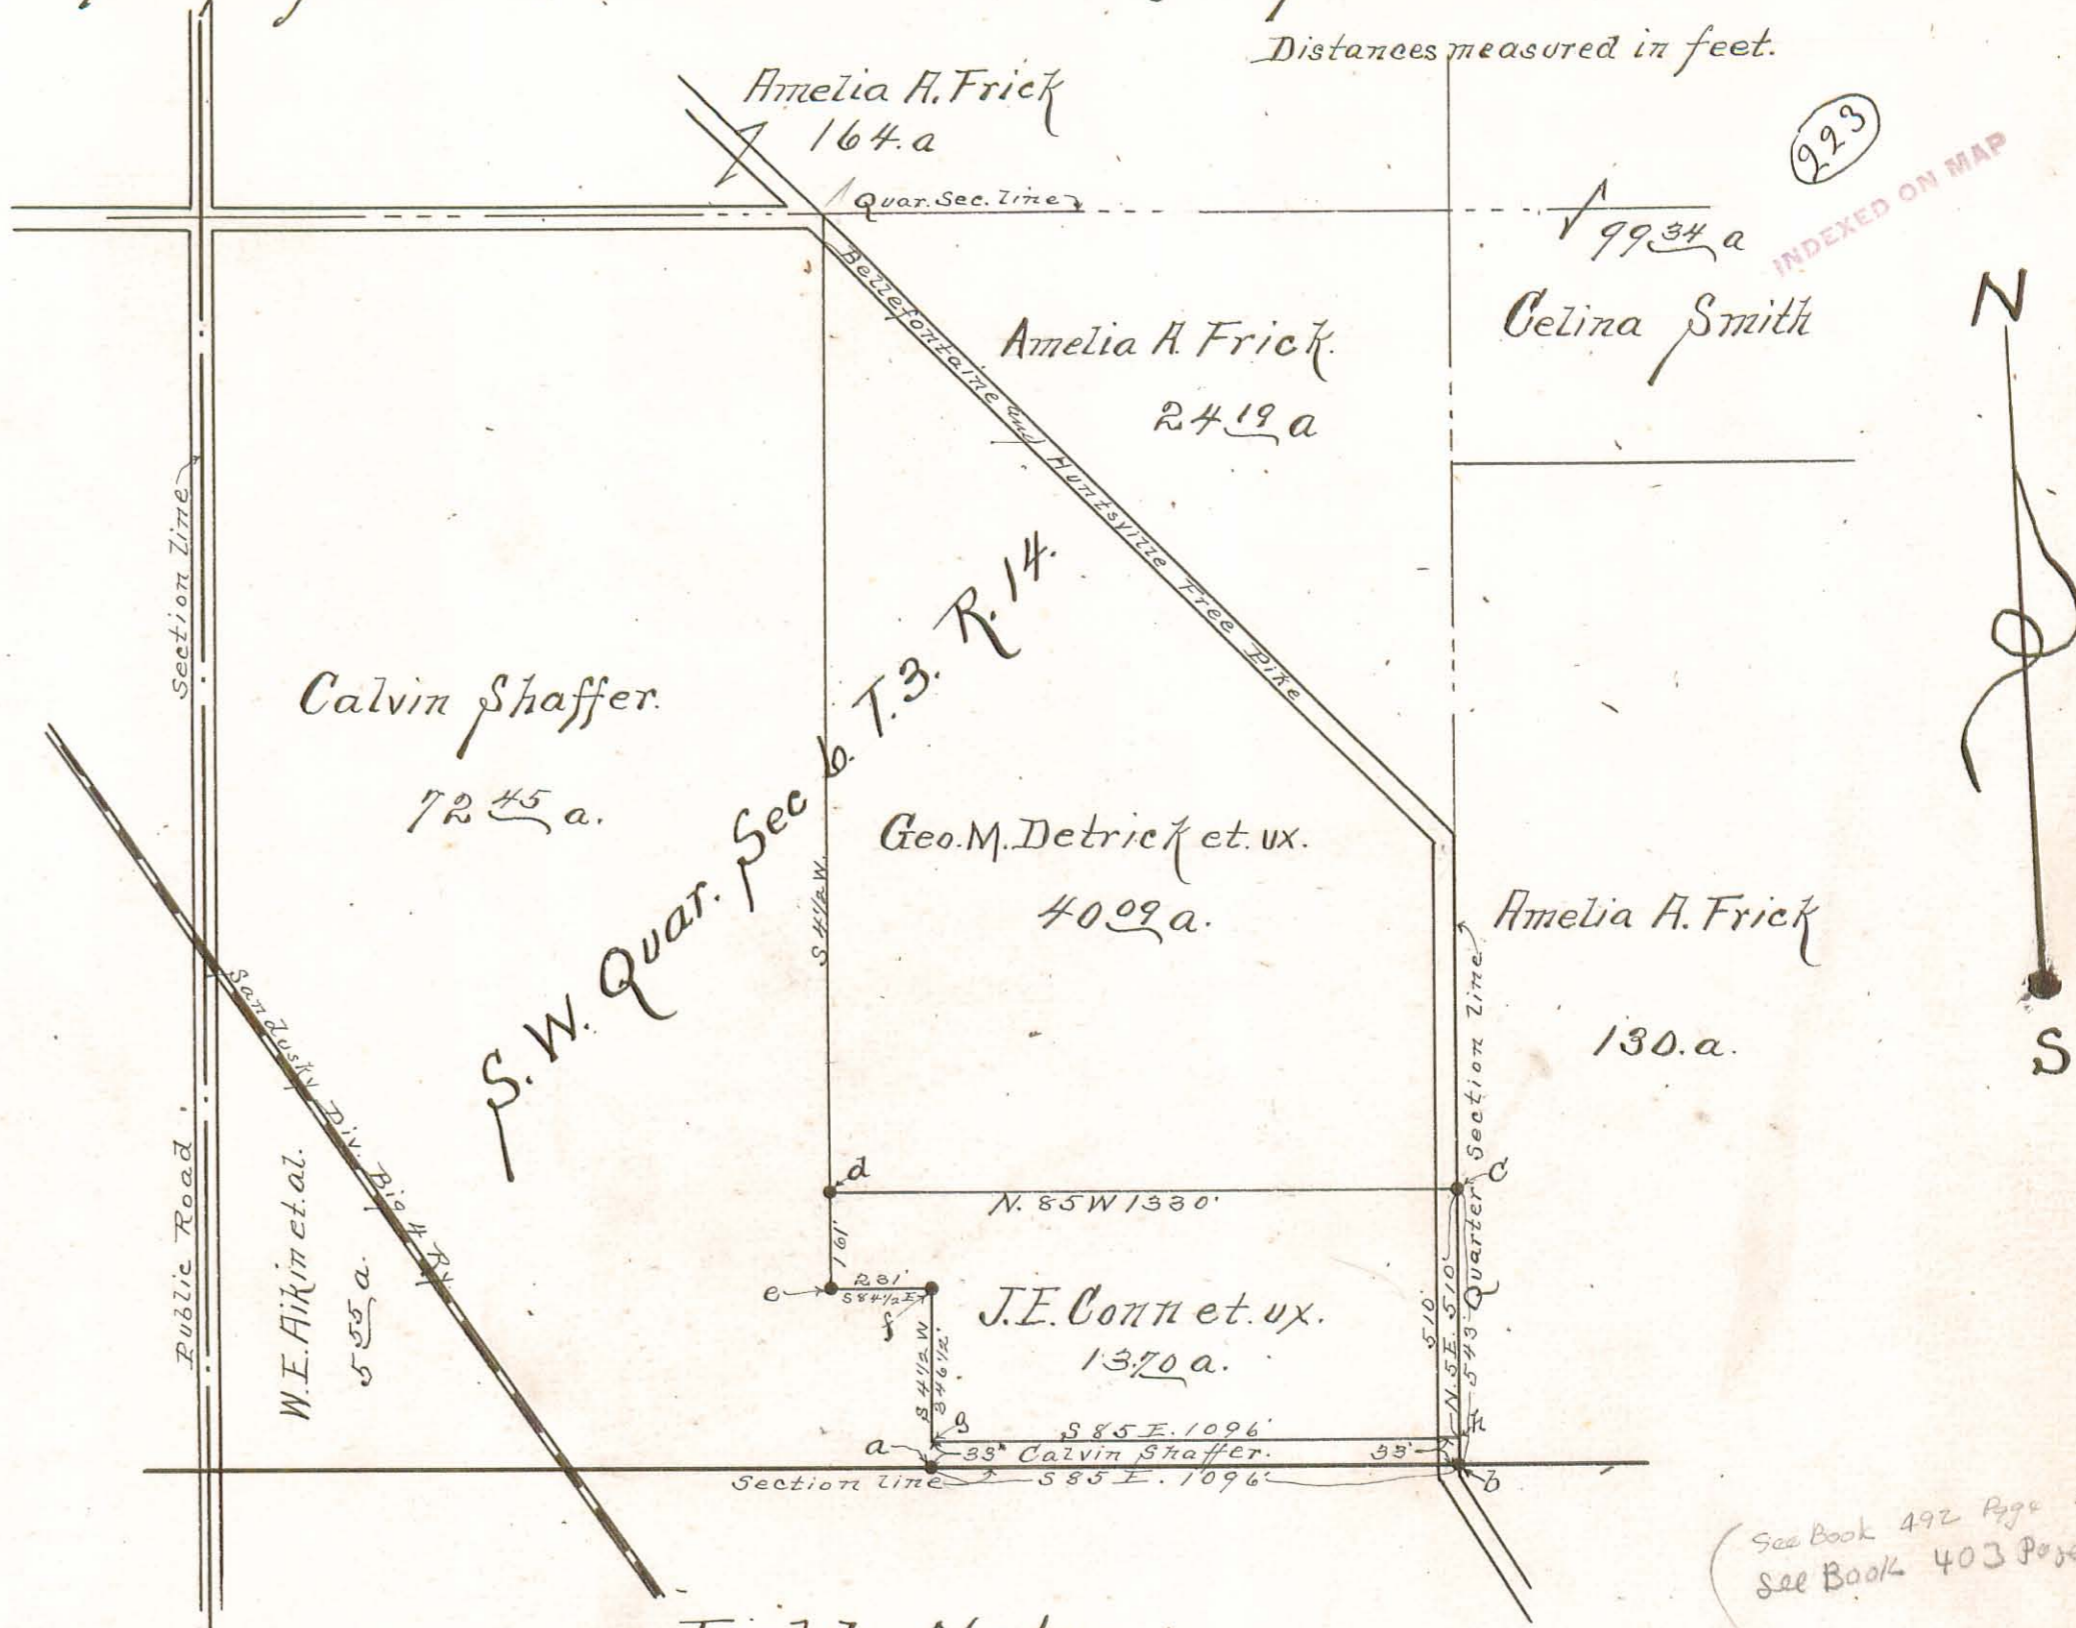 Distances measured in feet.
Amelia A. Frick
164.a
223
INDEXED ON MAP
Quar. Sec. line
99 34 a
Celina Smith
N
Bellefontaine and Huntsville Free Pike
Amelia A. Frick.
24 19 a
Section line
Calvin Shaffer.
72 45 a.
S. W. Quar. Sec 6. T. 3. R. 14.
S 4 1/2 W.
Geo. M. Detrick et. ux.
40 09 a.
Amelia A. Frick
130. a.
S
Quarter Section line
Sandusky Div. Big 4 Ry.
Public Road
W. E. Aikin et. al.
5 55 a.
d
c
N. 85 W 1330'
161'
e
231'
S 84 1/2 E
f
J. E. Conn et. ux.
13.70 a.
S 4 1/2 W
346 1/2'
510'
N. 5 E. 510'
543
g
S 85 E. 1096'
a
33'
Calvin Shaffer.
33'
Section line
S 85 E. 1096'
b
See Book 492 Page
See Book 403 Page